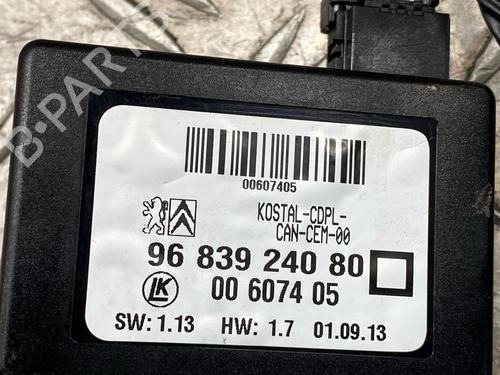 B-PARTS
00607405
KOSTAL-CDPL-
CAN-CEM-00
96 839 240 80
00 6074 05
LK
SW: 1.13 HW: 1.7 01.09.13